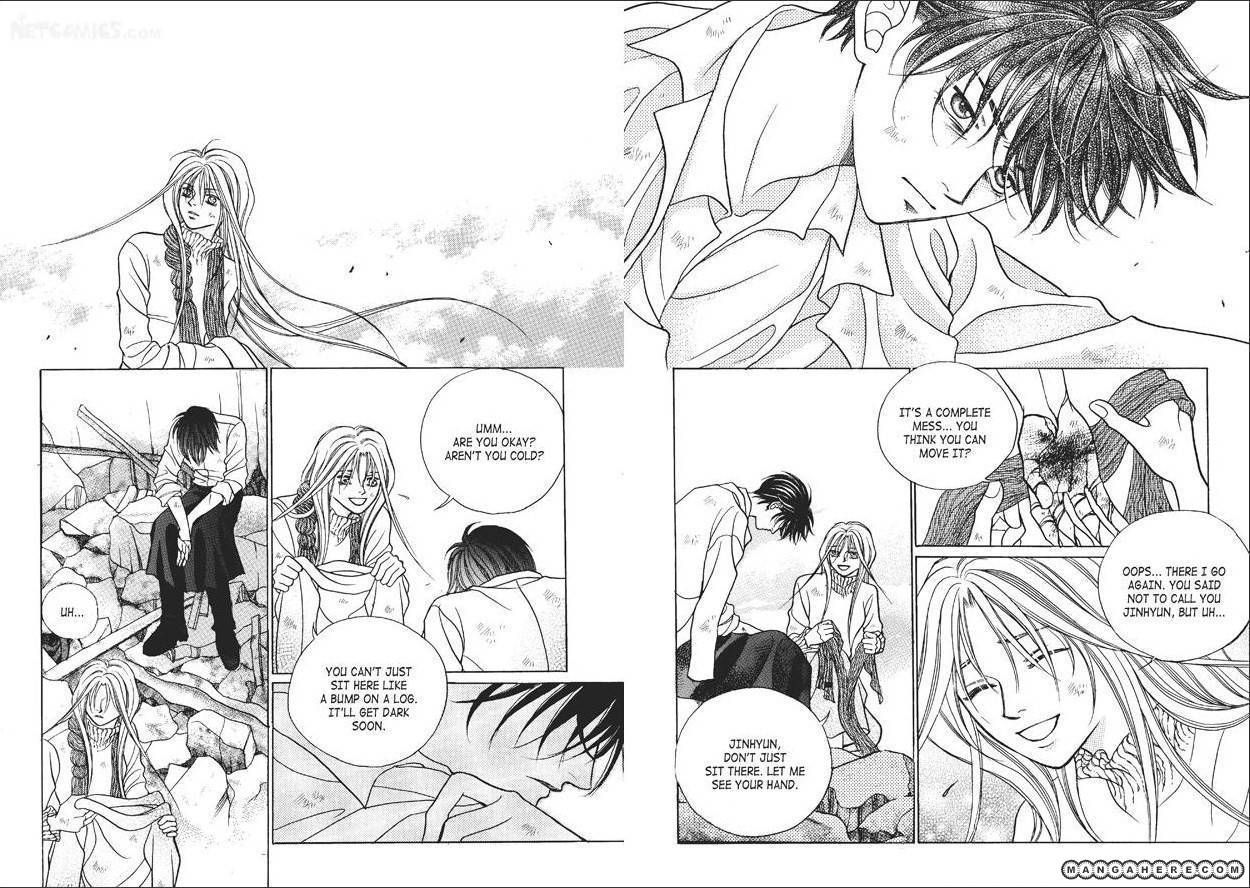 NETCOMICS.COM
UH...
UMM...
ARE YOU OKAY?
AREN'T YOU COLD?
YOU CAN'T JUST
SIT HERE LIKE
A BUMP ON A LOG.
IT'LL GET DARK
SOON.
JINHYUN,
DON'T JUST
SIT THERE. LET ME
SEE YOUR HAND.
IT'S A COMPLETE
MESS... YOU
THINK YOU CAN
MOVE IT?
OOPS... THERE I GO
AGAIN. YOU SAID
NOT TO CALL YOU
JINHYUN, BUT UH...
MANGAHERE.COM